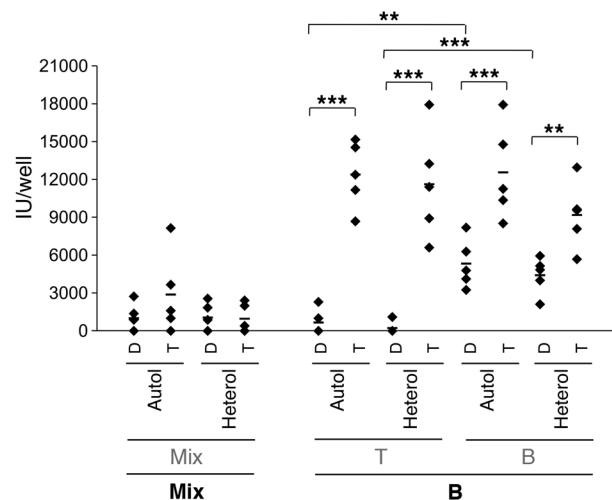 **
***
21000
*** *** ***
18000
***
**
15000
12000
9000
6000
3000
0
IU/well
D T D T D T D T D T D T
Autol Heterol Autol Heterol Autol Heterol
Mix T B
Mix B